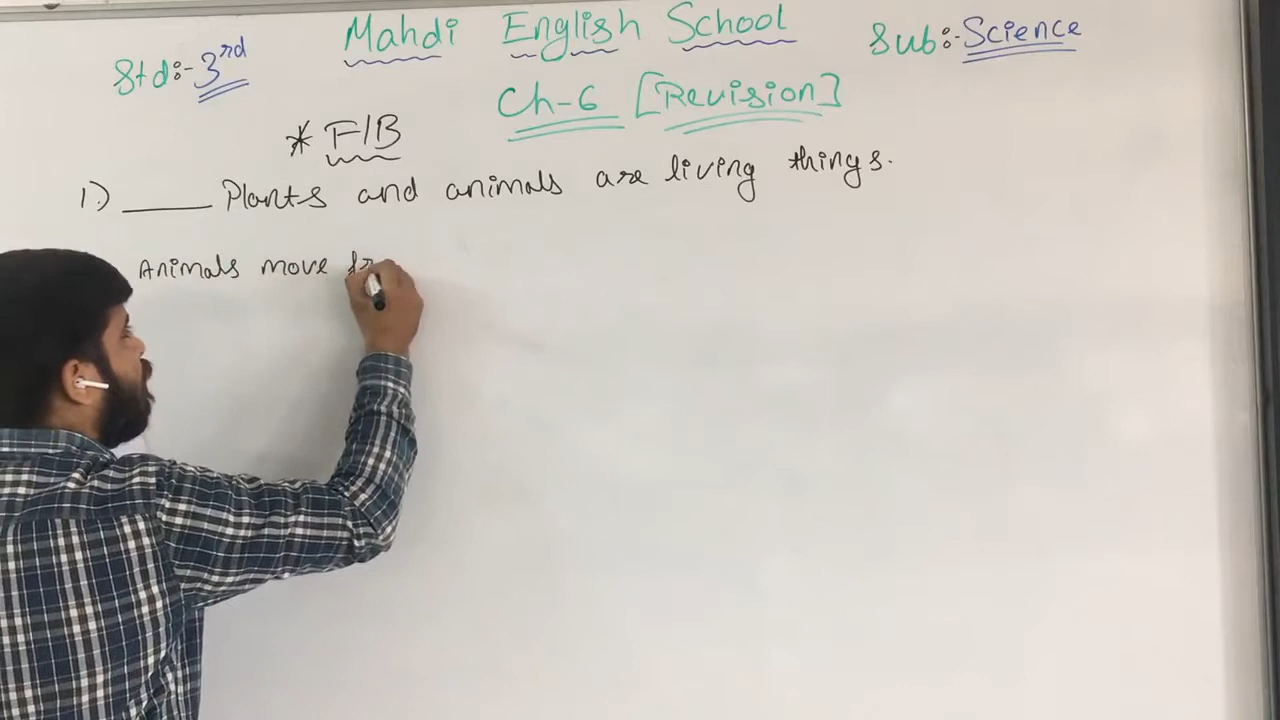 Mahdi English School
Std:- 3rd
Sub:- Science
Ch-6 [Revision]
* F/B
1.) ____ Plants and animals are living things.
Animals move